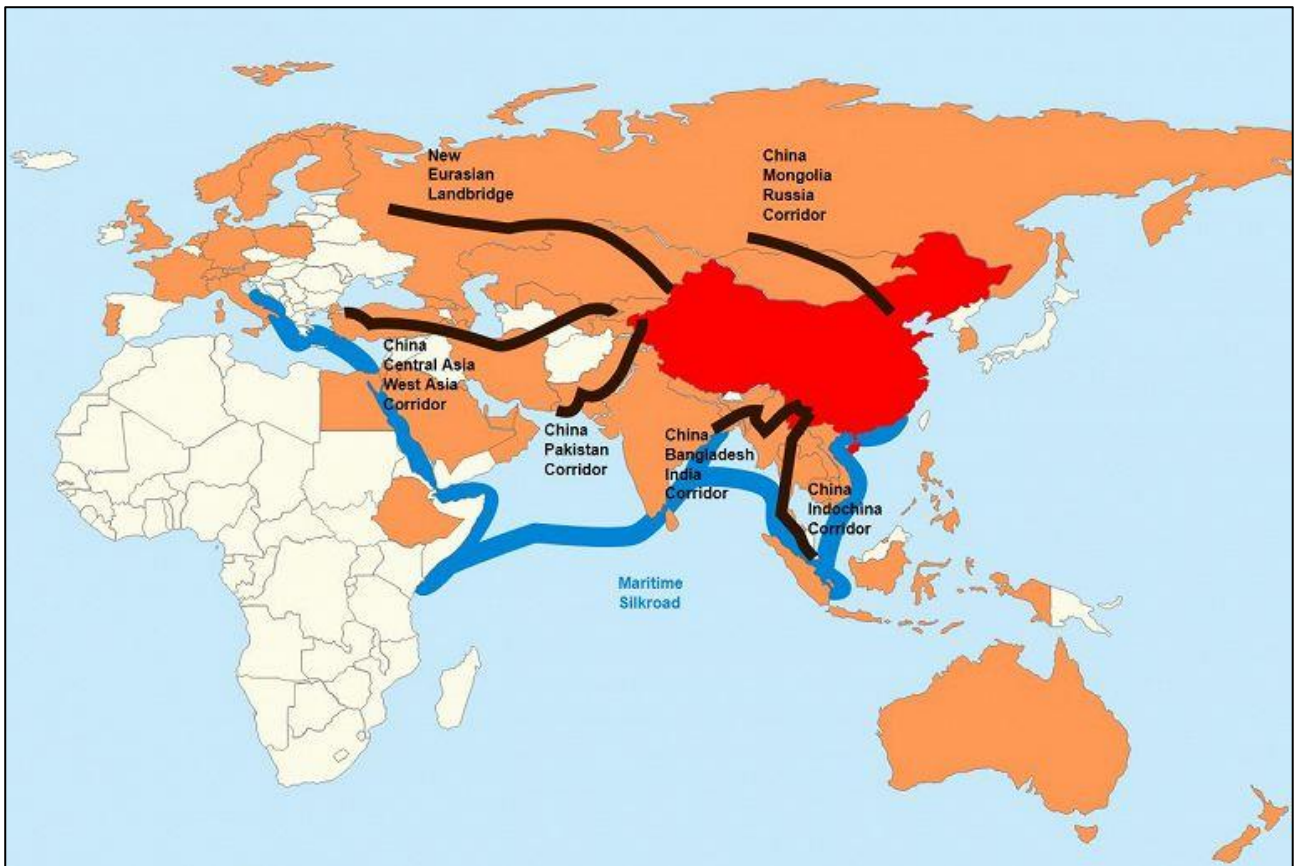 New
Eurasian
Landbridge
China
Mongolia
Russia
Corridor
China
Central Asia
West Asia
Corridor
China
Pakistan
Corridor
China
Bangladesh
India
Corridor
China
Indochina
Corridor
Maritime
Silkroad